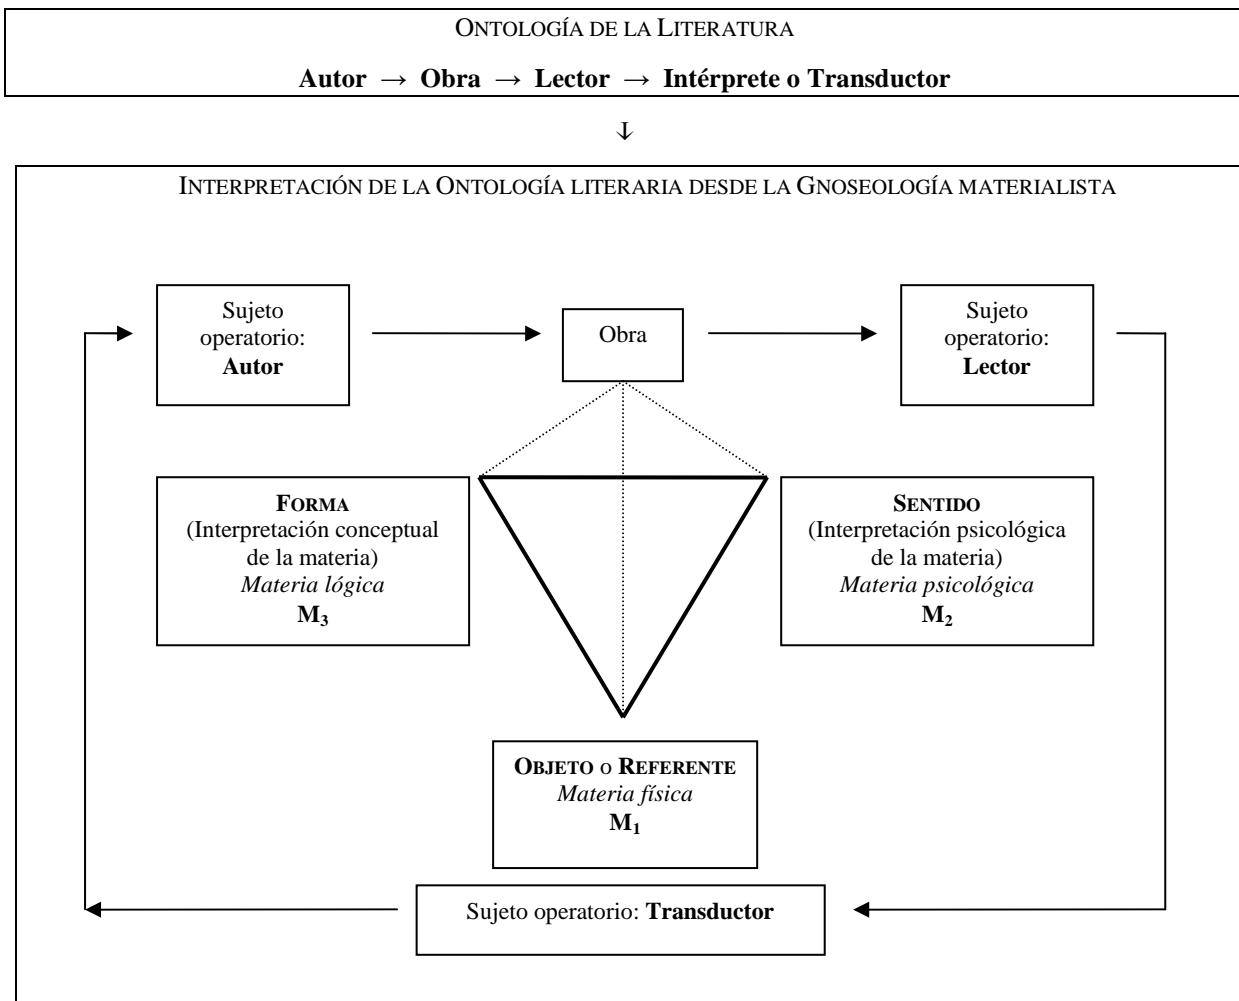 ONTOLOGÍA DE LA LITERATURA
Autor → Obra → Lector → Intérprete o Transductor
↓
INTERPRETACIÓN DE LA ONTOLOGÍA LITERARIA DESDE LA GNOSEOLOGÍA MATERIALISTA
Sujeto
operatorio:
Autor
Obra
Sujeto
operatorio:
Lector
FORMA
(Interpretación conceptual
de la materia)
Materia lógica
M₃
SENTIDO
(Interpretación psicológica
de la materia)
Materia psicológica
M₂
OBJETO O REFERENTE
Materia física
M₁
Sujeto operatorio: Transductor